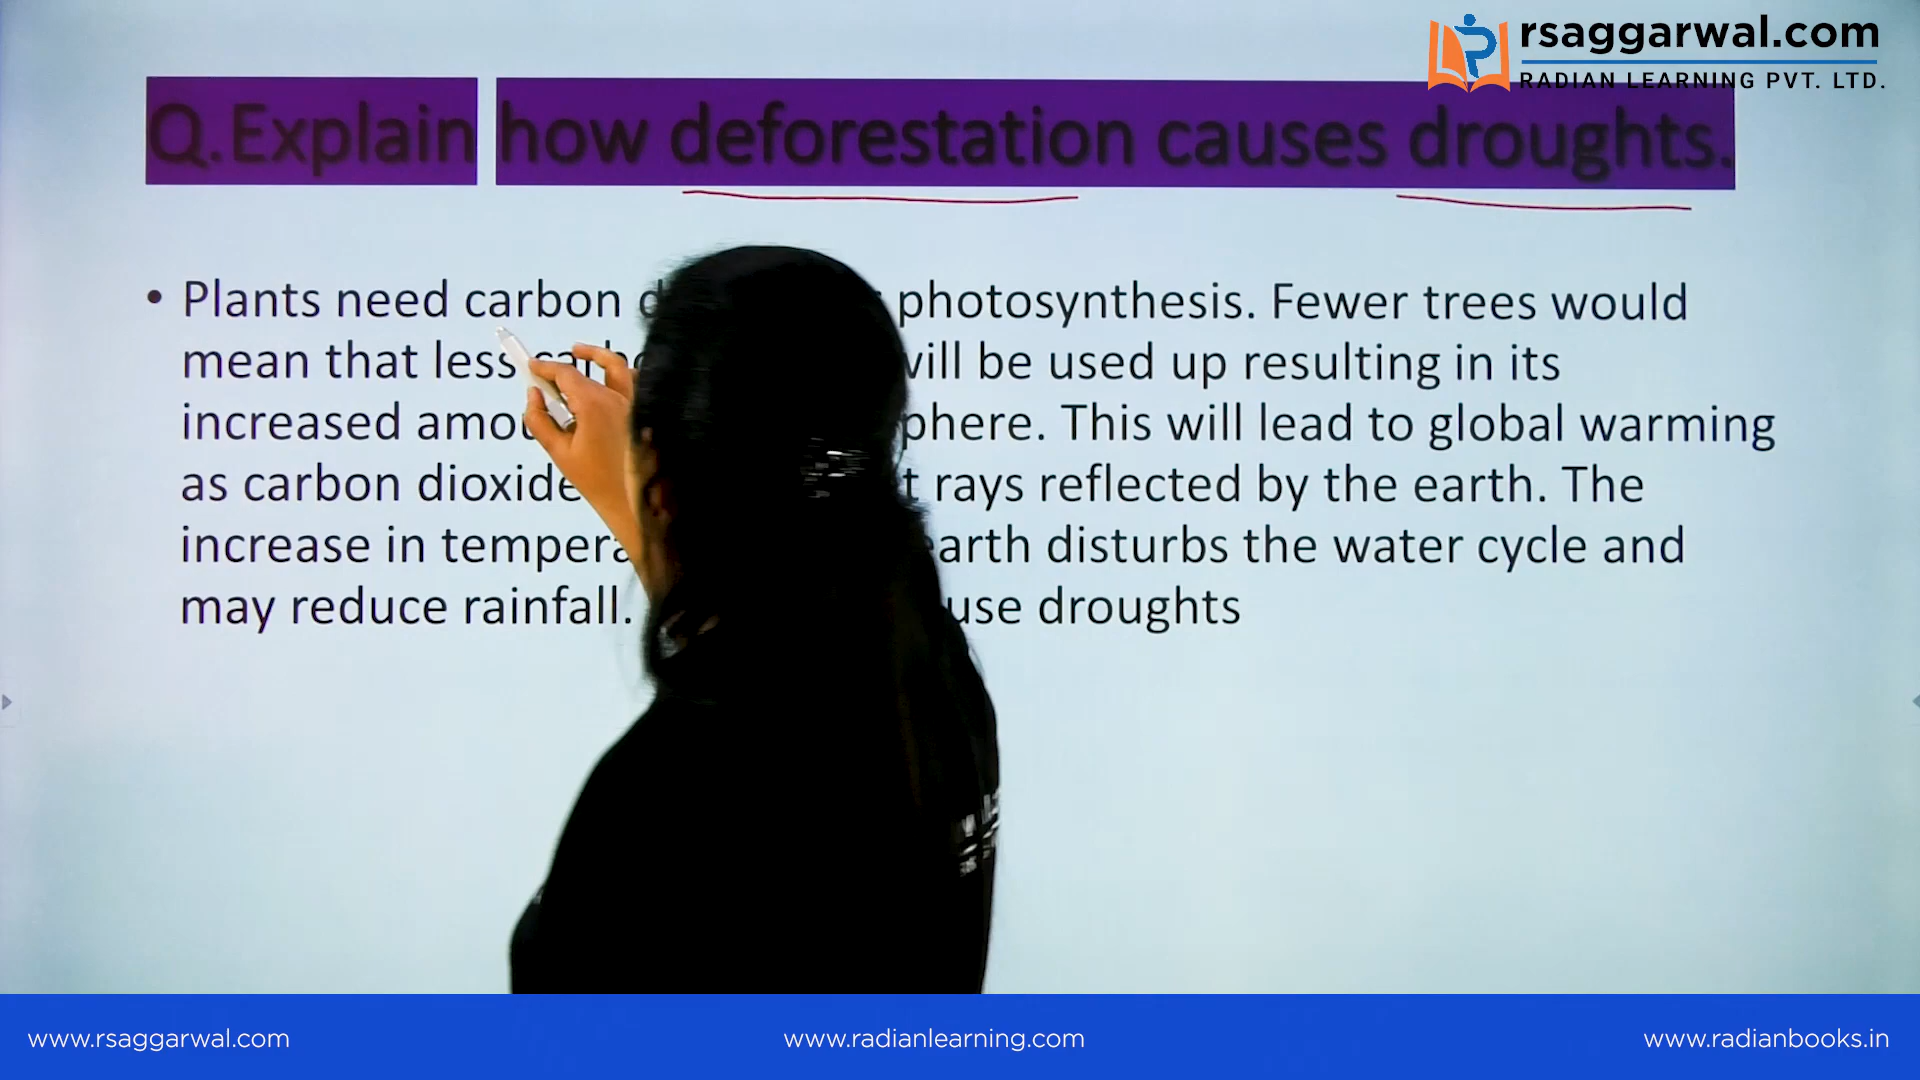 rsaggarwal.com
RADIAN LEARNING PVT. LTD.
Q.Explain how deforestation causes droughts.
• Plants need carbon photosynthesis. Fewer trees would
mean that less will be used up resulting in its
increased This will lead to global warming
as carbon dioxide rays reflected by the earth. The
increase in earth disturbs the water cycle and
may reduce rainfall. droughts
www.rsaggarwal.com www.radianlearning.com www.radianbooks.in